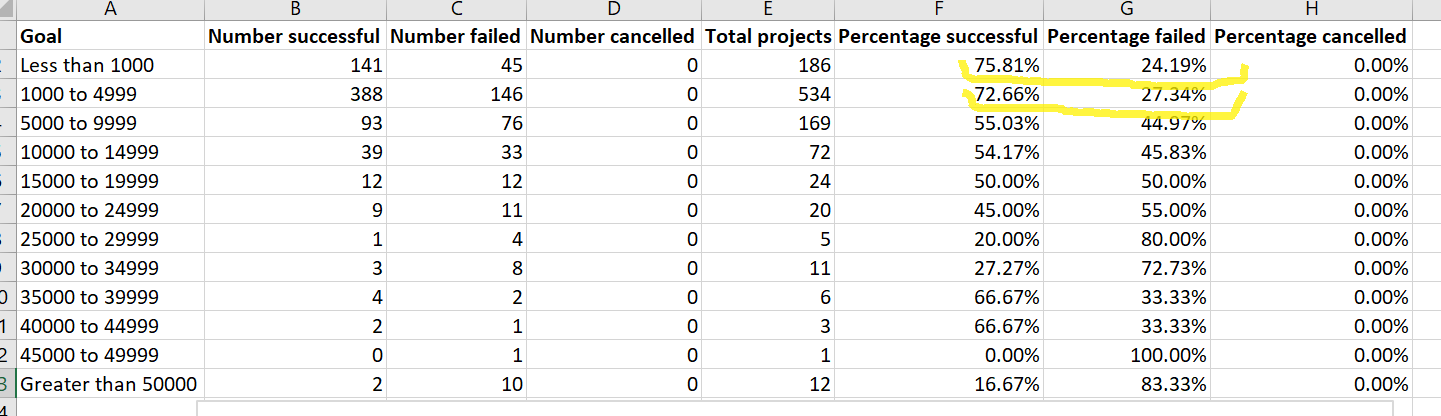 A B C D E F G H
Goal Number successful Number failed Number cancelled Total projects Percentage successful Percentage failed Percentage cancelled
Less than 1000 141 45 0 186 75.81% 24.19% 0.00%
1000 to 4999 388 146 0 534 72.66% 27.34% 0.00%
5000 to 9999 93 76 0 169 55.03% 44.97% 0.00%
10000 to 14999 39 33 0 72 54.17% 45.83% 0.00%
15000 to 19999 12 12 0 24 50.00% 50.00% 0.00%
20000 to 24999 9 11 0 20 45.00% 55.00% 0.00%
25000 to 29999 1 4 0 5 20.00% 80.00% 0.00%
30000 to 34999 3 8 0 11 27.27% 72.73% 0.00%
35000 to 39999 4 2 0 6 66.67% 33.33% 0.00%
40000 to 44999 2 1 0 3 66.67% 33.33% 0.00%
45000 to 49999 0 1 0 1 0.00% 100.00% 0.00%
Greater than 50000 2 10 0 12 16.67% 83.33% 0.00%